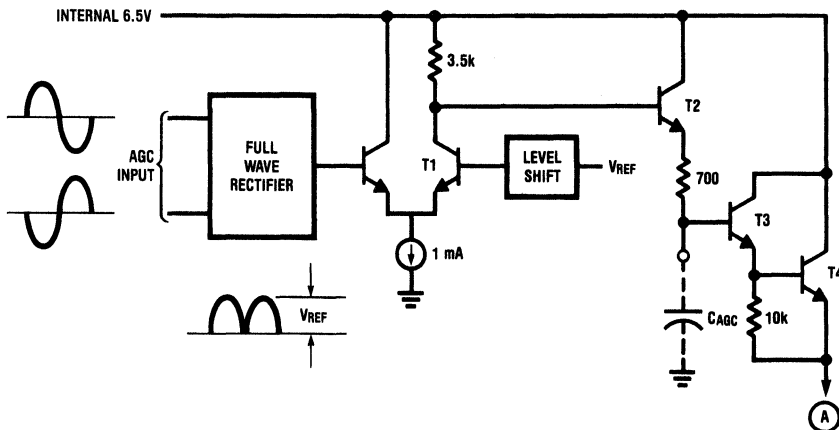 INTERNAL 6.5V
3.5k
T2
AGC
INPUT
FULL
WAVE
RECTIFIER
T1
LEVEL
SHIFT
VREF
700
T3
1 mA
T4
VREF
CAGC
10k
A